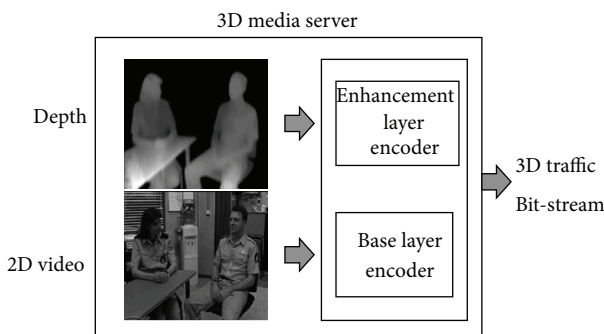 3D media server
Depth
Enhancement
layer
encoder
3D traffic
Bit-stream
2D video
Base layer
encoder